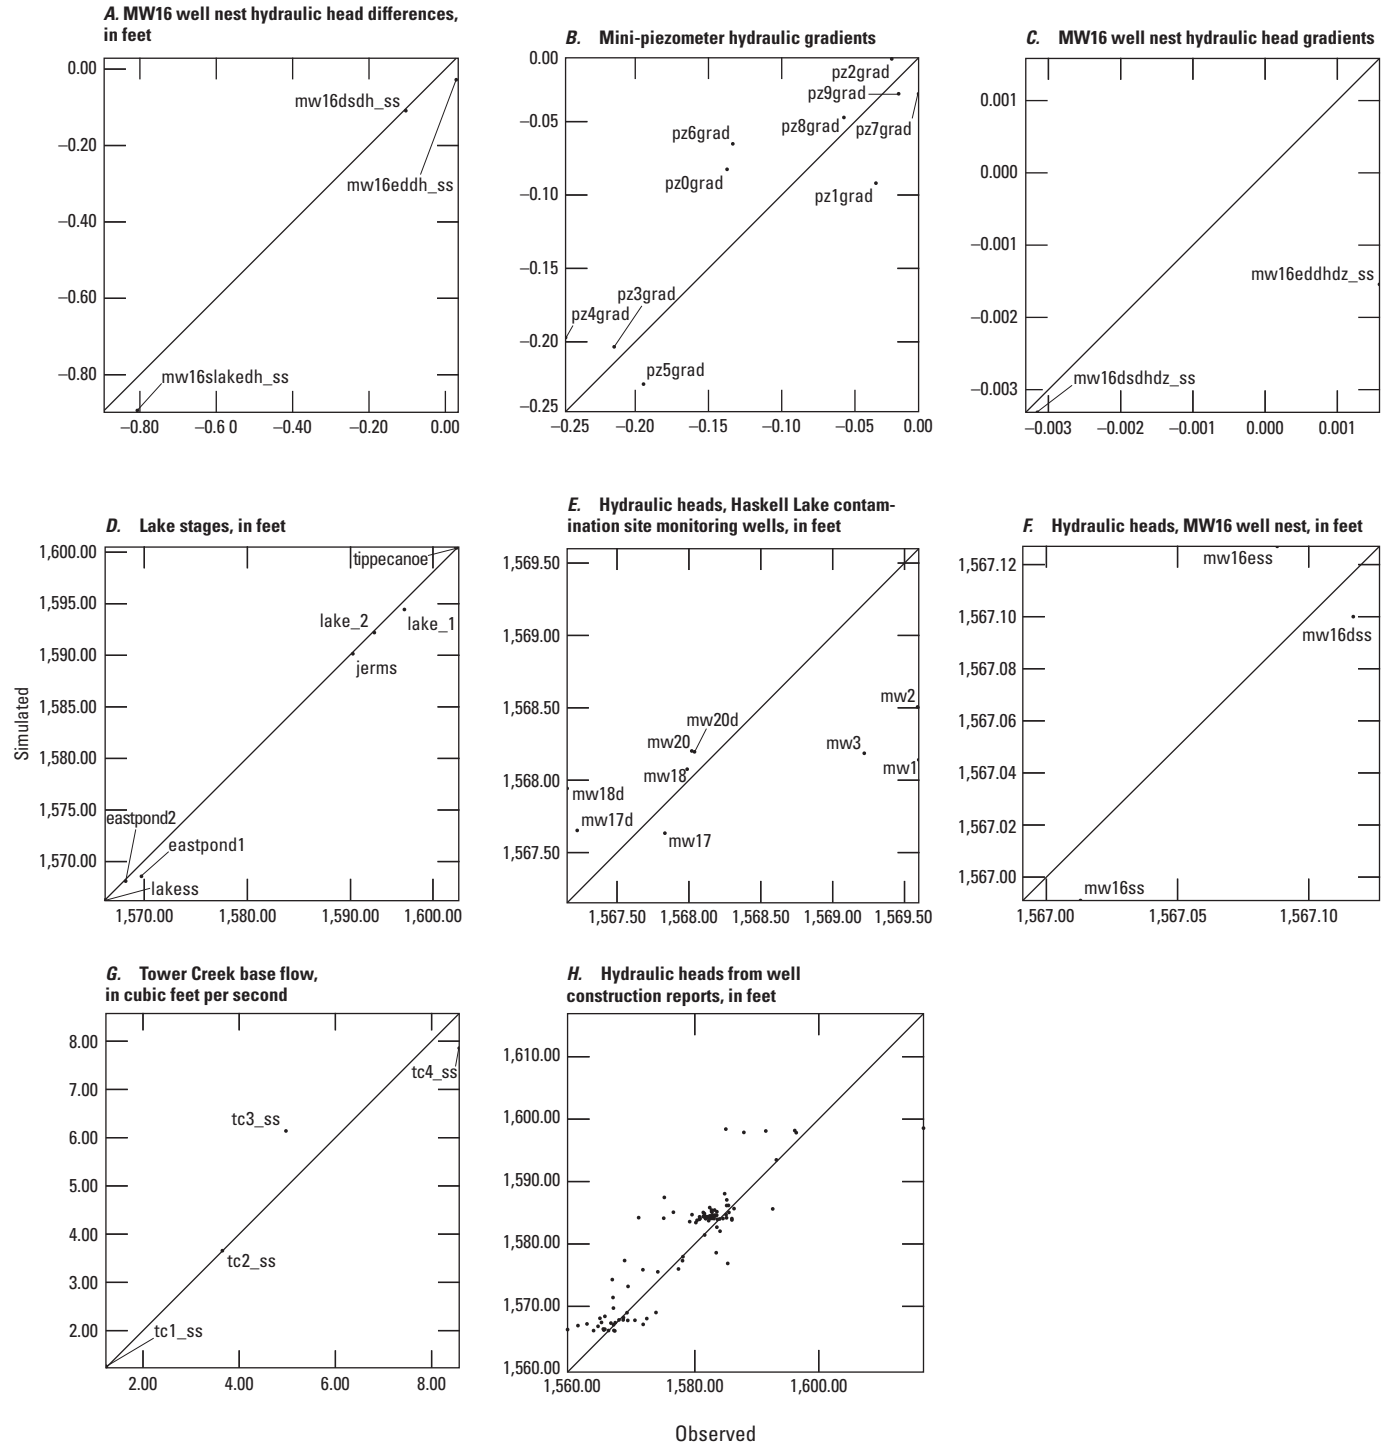 A. MW16 well nest hydraulic head differences,
in feet
0.00
–0.20
–0.40
–0.60
–0.80
mw16dsdh_ss
mw16eddh_ss
mw16slakedh_ss
–0.80 –0.6 0 –0.40 –0.20 0.00
B. Mini-piezometer hydraulic gradients
0.00
–0.05
–0.10
–0.15
–0.20
–0.25
pz2grad
pz9grad
pz8grad pz7grad
pz6grad
pz0grad
pz1grad
pz3grad
pz4grad
pz5grad
–0.25 –0.20 –0.15 –0.10 –0.05 0.00
C. MW16 well nest hydraulic head gradients
0.001
0.000
–0.001
–0.002
–0.003
mw16eddhdz_ss
mw16dsdhdz_ss
–0.003 –0.002 –0.001 0.000 0.001
D. Lake stages, in feet
1,600.00
1,595.00
1,590.00
1,585.00
1,580.00
1,575.00
1,570.00
tippecanoe
lake_2
lake_1
jerms
eastpond2
eastpond1
lakess
1,570.00 1,580.00 1,590.00 1,600.00
Simulated
E. Hydraulic heads, Haskell Lake contam-
ination site monitoring wells, in feet
1,569.50
1,569.00
1,568.50
1,568.00
1,567.50
mw2
mw20d
mw20
mw3
mw1
mw18
mw18d
mw17d
mw17
1,567.50 1,568.00 1,568.50 1,569.00 1,569.50
F. Hydraulic heads, MW16 well nest, in feet
1,567.12
1,567.10
1,567.08
1,567.06
1,567.04
1,567.02
1,567.00
mw16ess
mw16dss
mw16ss
1,567.00 1,567.05 1,567.10
G. Tower Creek base flow,
in cubic feet per second
8.00
7.00
6.00
5.00
4.00
3.00
2.00
tc4_ss
tc3_ss
tc2_ss
tc1_ss
2.00 4.00 6.00 8.00
H. Hydraulic heads from well
construction reports, in feet
1,610.00
1,600.00
1,590.00
1,580.00
1,570.00
1,560.00
1,560.00 1,580.00 1,600.00
Observed